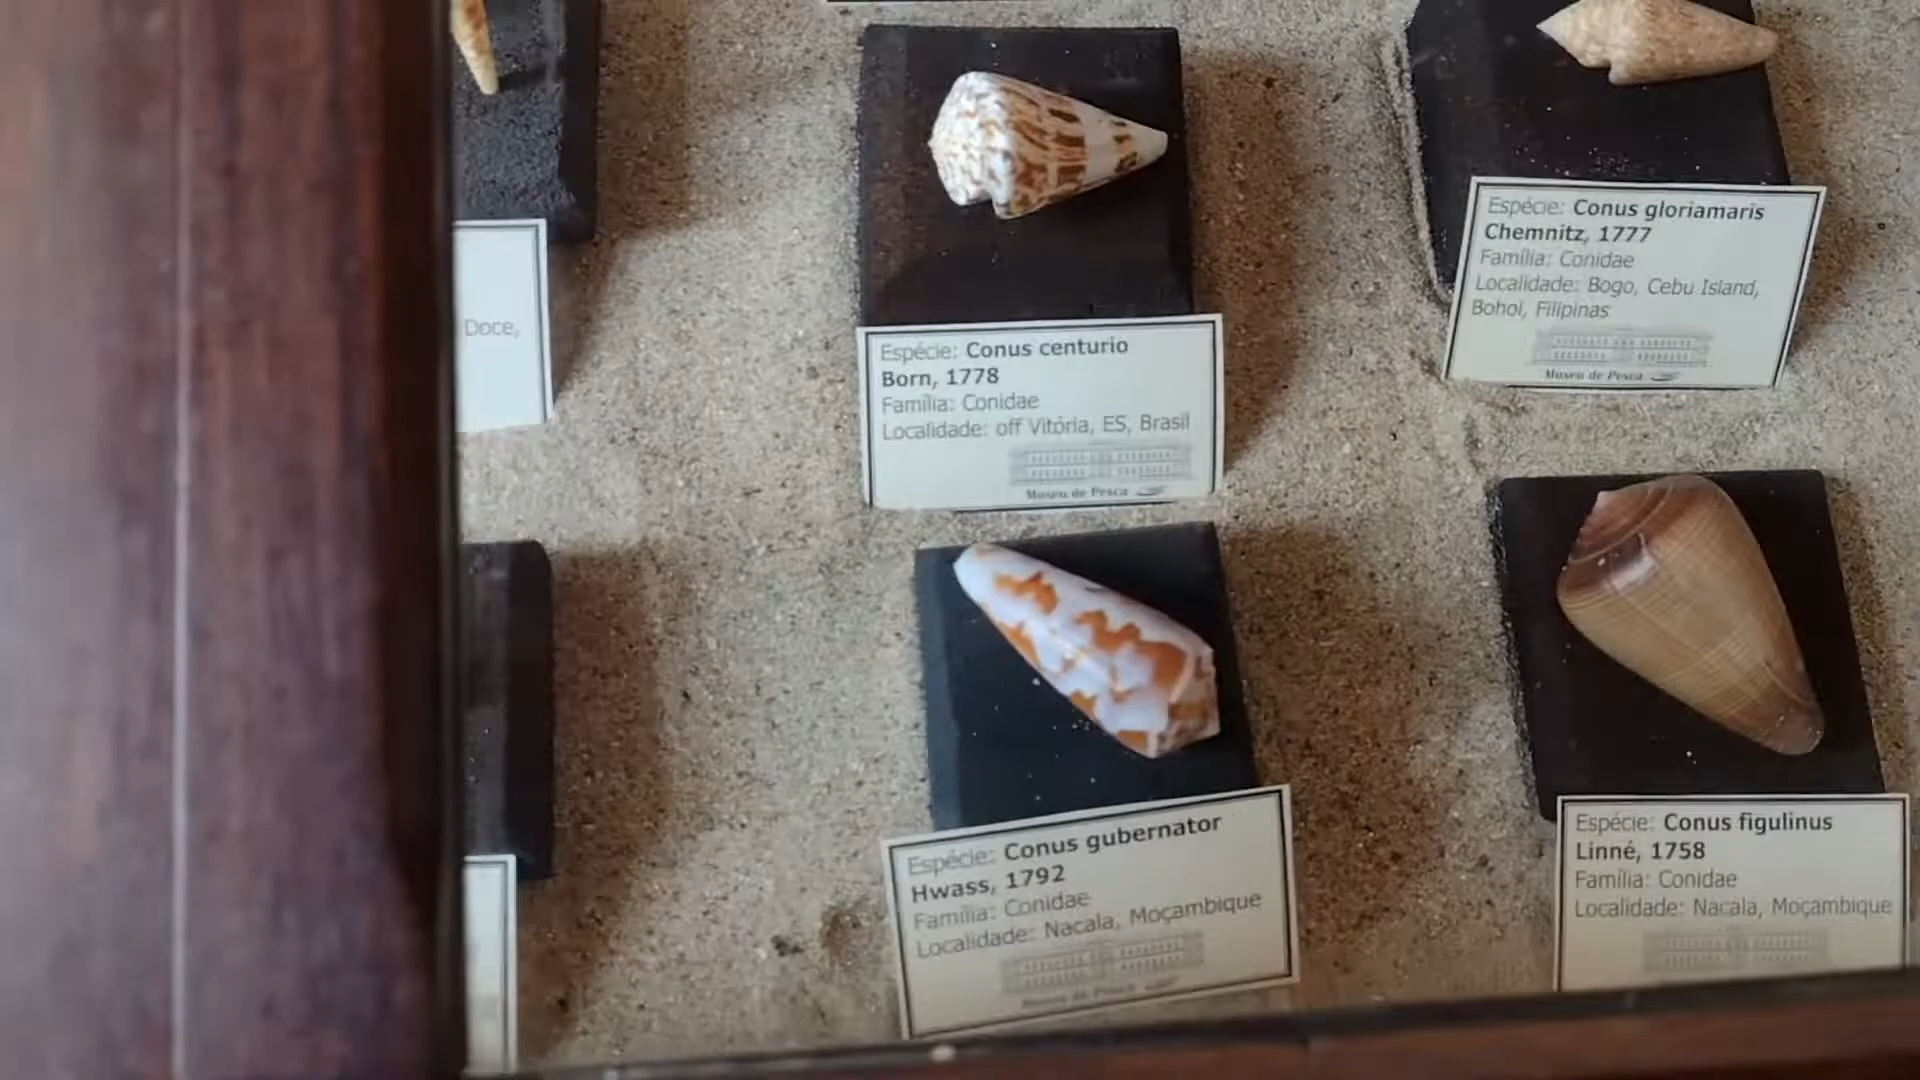 Doce,
Espécie: Conus centurio
Born, 1778
Família: Conidae
Localidade: off Vitória, ES, Brasil
Museu de Pesca
Espécie: Conus gloriamaris
Chemnitz, 1777
Família: Conidae
Localidade: Bogo, Cebu Island,
Bohol, Filipinas
Museu de Pesca
Espécie: Conus gubernator
Hwass, 1792
Família: Conidae
Localidade: Nacala, Moçambique
Museu de Pesca
Espécie: Conus figulinus
Linné, 1758
Família: Conidae
Localidade: Nacala, Moçambique